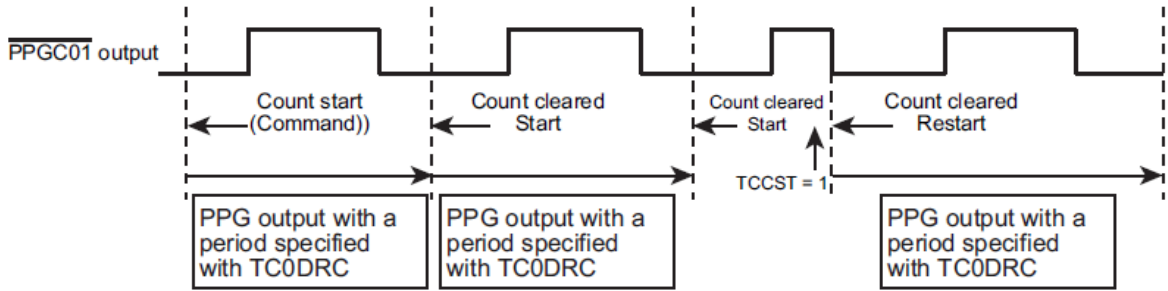 PPGC01 output
Count start
(Command))
Count cleared
Start
Count cleared
Start
Count cleared
Restart
TCCST = 1
PPG output with a
period specified
with TC0DRC
PPG output with a
period specified
with TC0DRC
PPG output with a
period specified
with TC0DRC